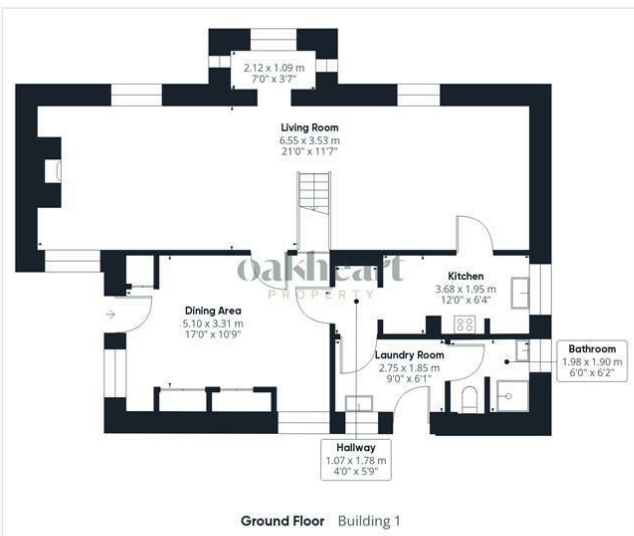 2.12 x 1.09 m
7'0" x 3'7"
Living Room
6.55 x 3.53 m
21'0" x 11'7"
oakheart
PROPERTY
Kitchen
3.68 x 1.95 m
12'0" x 6'4"
Dining Area
5.10 x 3.31 m
17'0" x 10'9"
Laundry Room
2.75 x 1.85 m
9'0" x 6'1"
Bathroom
1.98 x 1.90 m
6'0" x 6'2"
Hallway
1.07 x 1.78 m
4'0" x 5'9"
Ground Floor Building 1